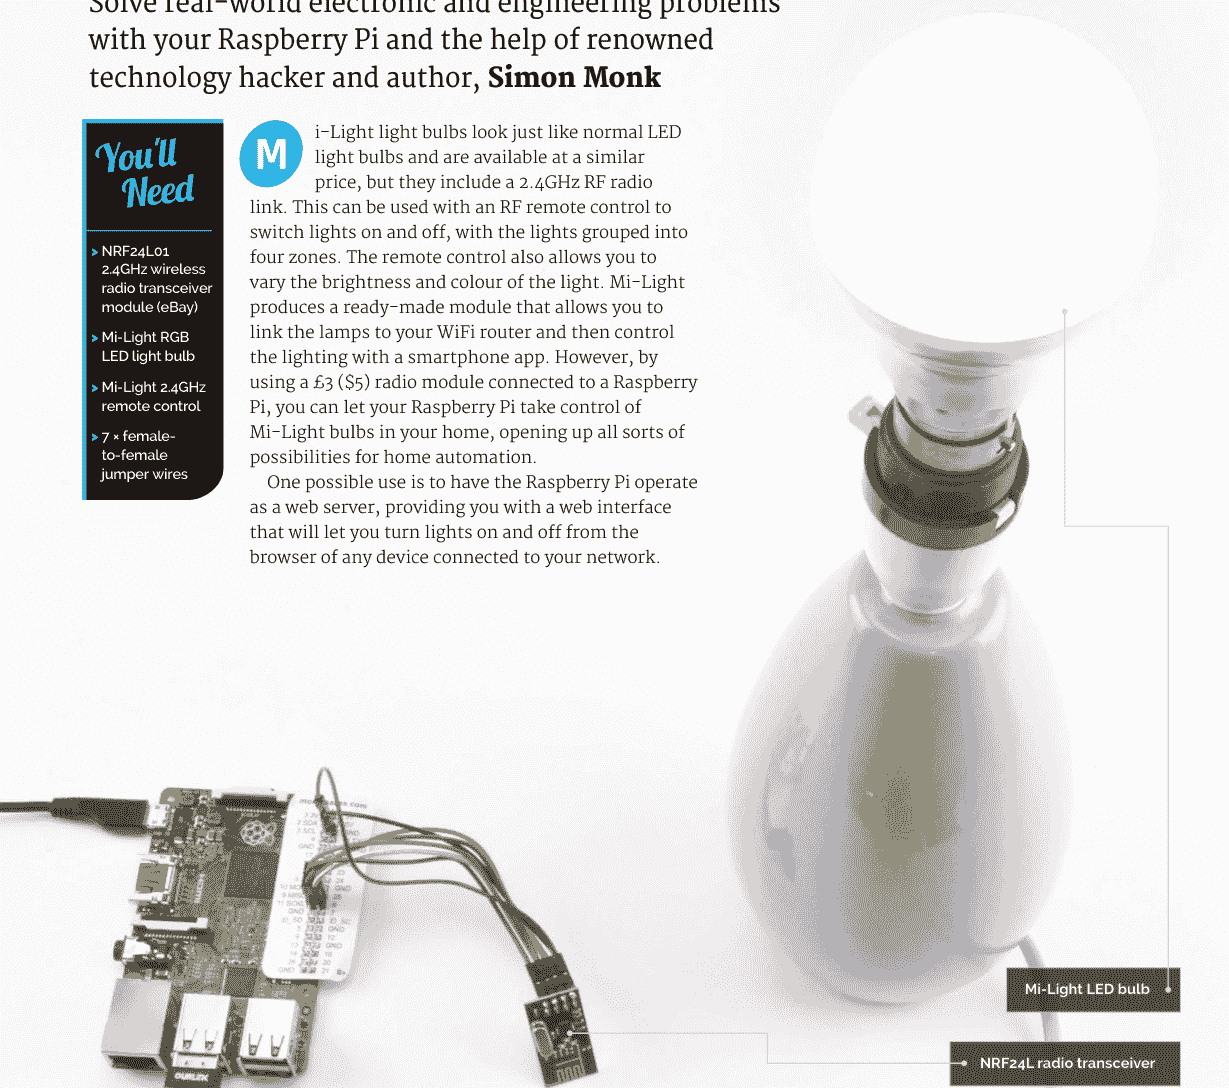 Solve real-world electronic and engineering problems
with your Raspberry Pi and the help of renowned
technology hacker and author, Simon Monk
You'll
Need
NRF24L01
2.4GHz wireless
radio transceiver
module (eBay)
Mi-Light RGB
LED light bulb
Mi-Light 2.4GHz
remote control
7 × female-
to-female
jumper wires
Mi-Light light bulbs look just like normal LED
light bulbs and are available at a similar
price, but they include a 2.4GHz RF radio
link. This can be used with an RF remote control to
switch lights on and off, with the lights grouped into
four zones. The remote control also allows you to
vary the brightness and colour of the light. Mi-Light
produces a ready-made module that allows you to
link the lamps to your WiFi router and then control
the lighting with a smartphone app. However, by
using a £3 ($5) radio module connected to a Raspberry
Pi, you can let your Raspberry Pi take control of
Mi-Light bulbs in your home, opening up all sorts of
possibilities for home automation.
One possible use is to have the Raspberry Pi operate
as a web server, providing you with a web interface
that will let you turn lights on and off from the
browser of any device connected to your network.
Mi-Light LED bulb
NRF24L radio transceiver